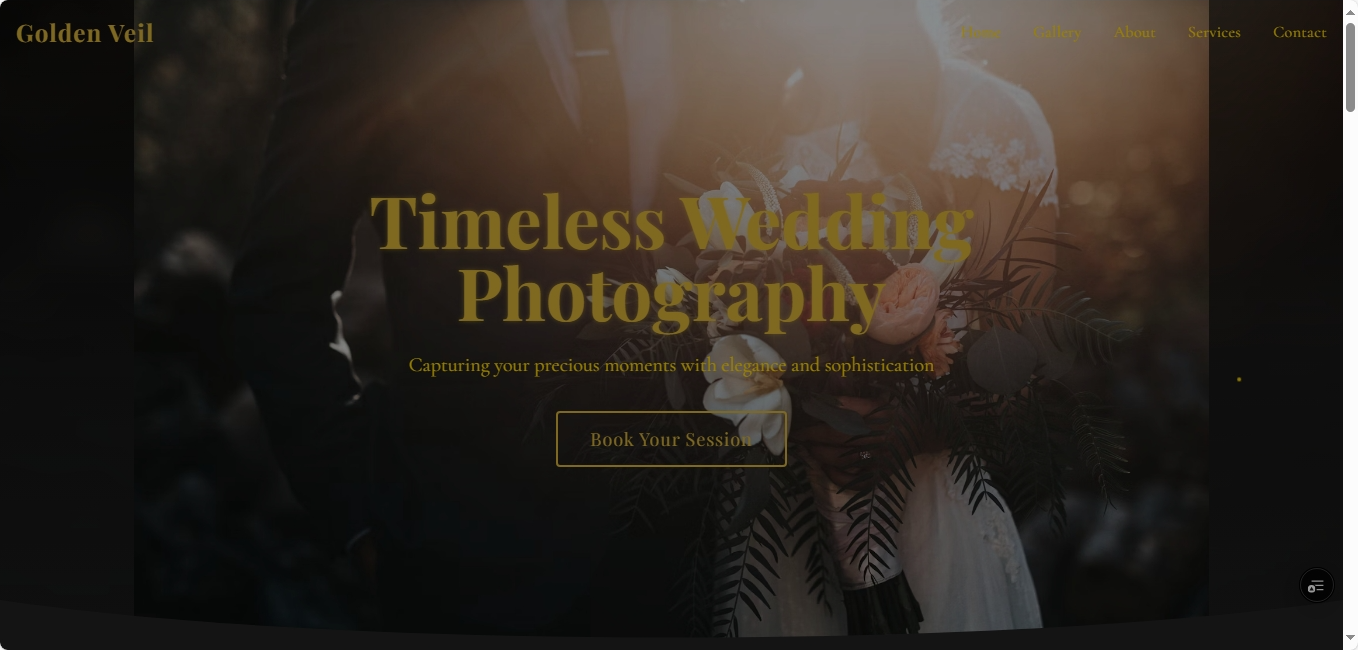 Golden Veil
Home Gallery About Services Contact
Timeless Wedding
Photography
Capturing your precious moments with elegance and sophistication
Book Your Session